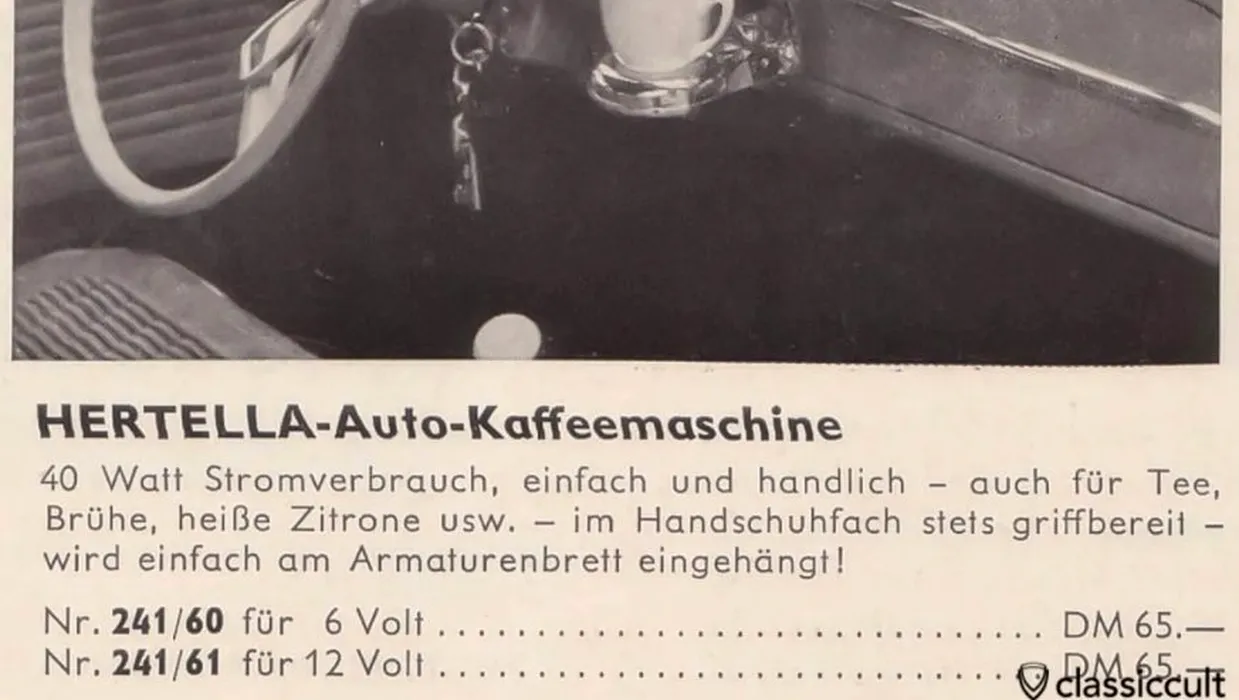 HERTELLA-Auto-Kaffeemaschine
40 Watt Stromverbrauch, einfach und handlich – auch für Tee,
Brühe, heiße Zitrone usw. – im Handschuhfach stets griffbereit –
wird einfach am Armaturenbrett eingehängt!
Nr. 241/60 für 6 Volt ............................... DM 65.—
Nr. 241/61 für 12 Volt ............................... DM 65.—
classiccult